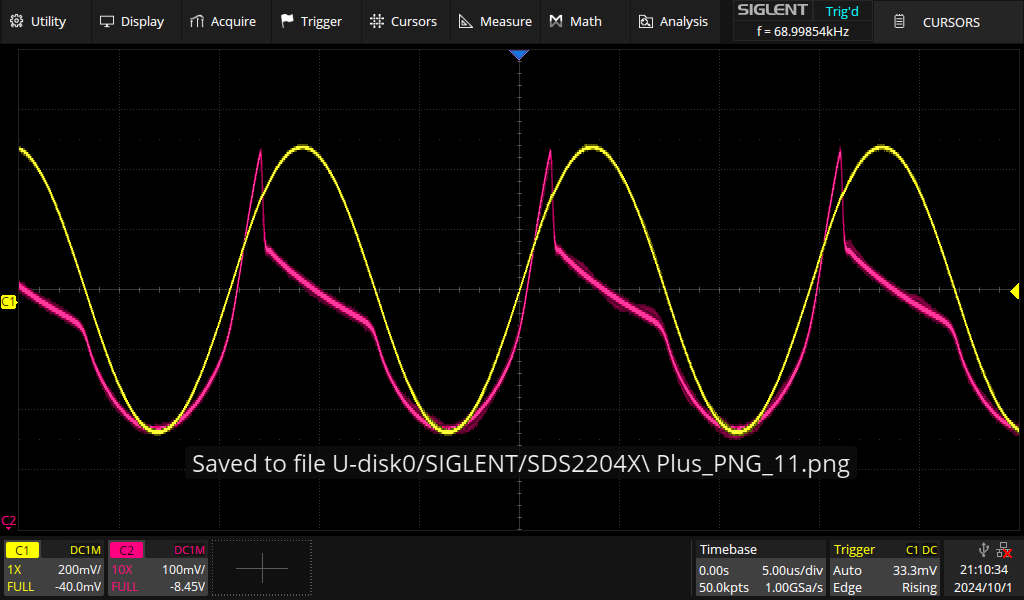 Utility Display Acquire Trigger Cursors Measure Math Analysis SIGLENT Trig'd CURSORS
f = 68.99854kHz
C1
Saved to file U-disk0/SIGLENT/SDS2204X\ Plus_PNG_11.png
C2
C1 DC1M C2 DC1M Timebase Trigger C1 DC
1X 200mV/ 10X 100mV/ 0.00s 5.00us/div Auto 33.3mV 21:10:34
FULL -40.0mV FULL -8.45V 50.0kpts 1.00GSa/s Edge Rising 2024/10/1